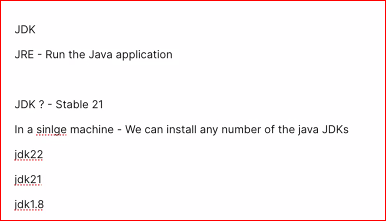 JDK
JRE - Run the Java application
JDK ? - Stable 21
In a sinlge machine - We can install any number of the java JDKs
jdk22
jdk21
jdk1.8